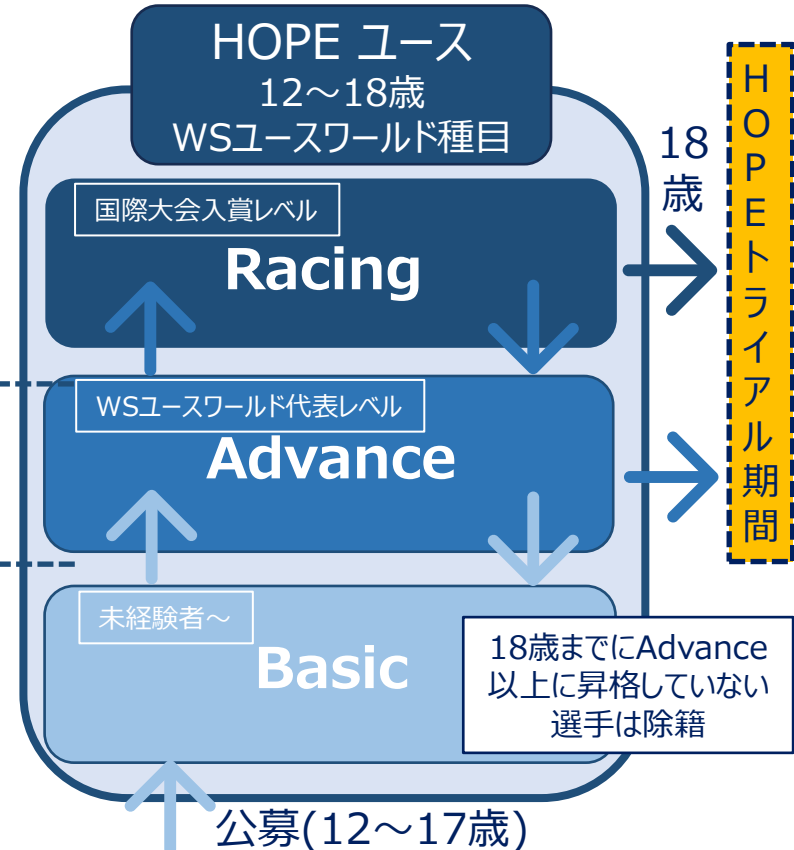 HOPE ユース
12～18歳
WSユースワールド種目
国際大会入賞レベル
Racing
18
歳
HOPEトライアル期間
WSユースワールド代表レベル
Advance
未経験者～
Basic
18歳までにAdvance
以上に昇格していない
選手は除籍
公募(12～17歳)